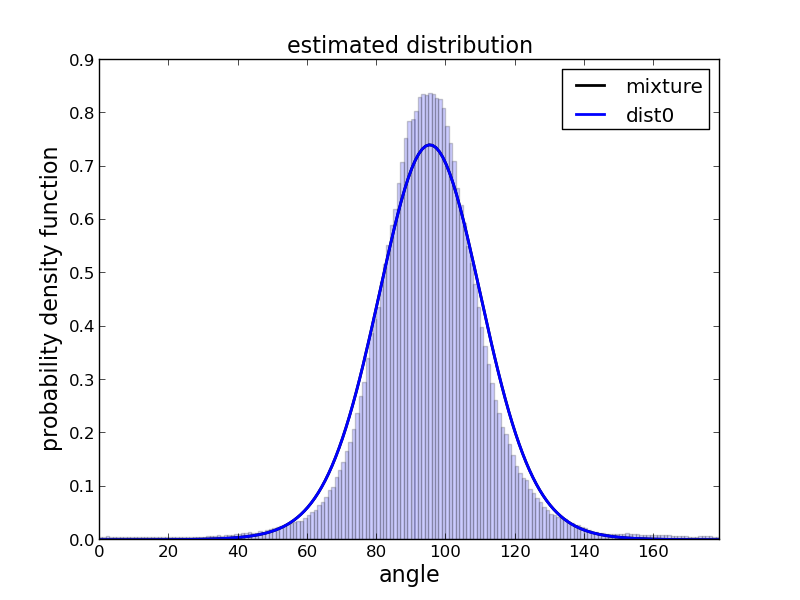 estimated distribution
mixture
dist0
probability density function
0.9
0.8
0.7
0.6
0.5
0.4
0.3
0.2
0.1
0.0
0 20 40 60 80 100 120 140 160
angle